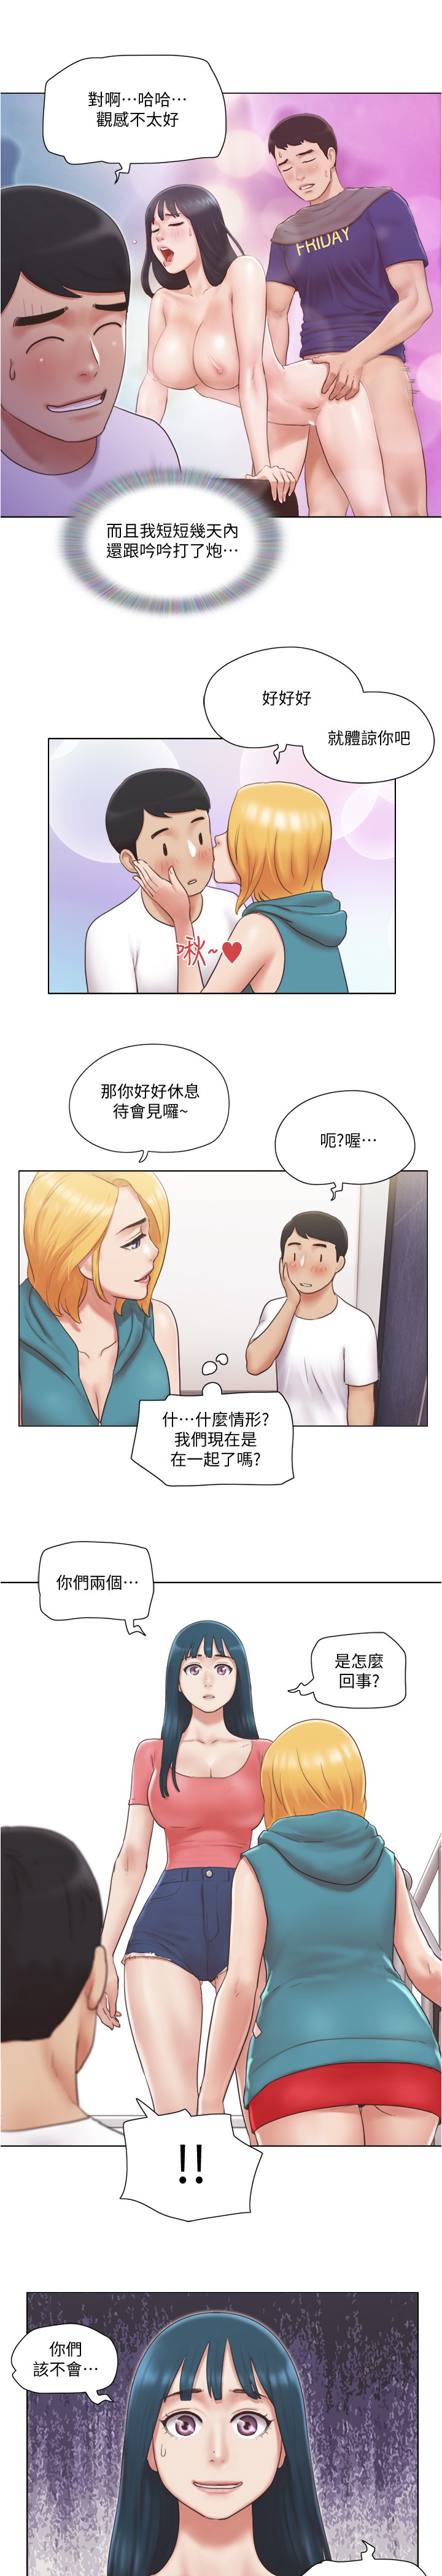 對啊⋯哈哈⋯
觀感不太好
FRIDAY
而且我短短幾天內
還跟吟吟打了炮⋯
好好好
就體諒你吧
啾~♥
那你好好休息
待會見囉~
呃?喔⋯
什⋯什麼情形?
我們現在是
在一起了嗎?
你們兩個⋯
是怎麼
回事?
!!
你們
該不會⋯